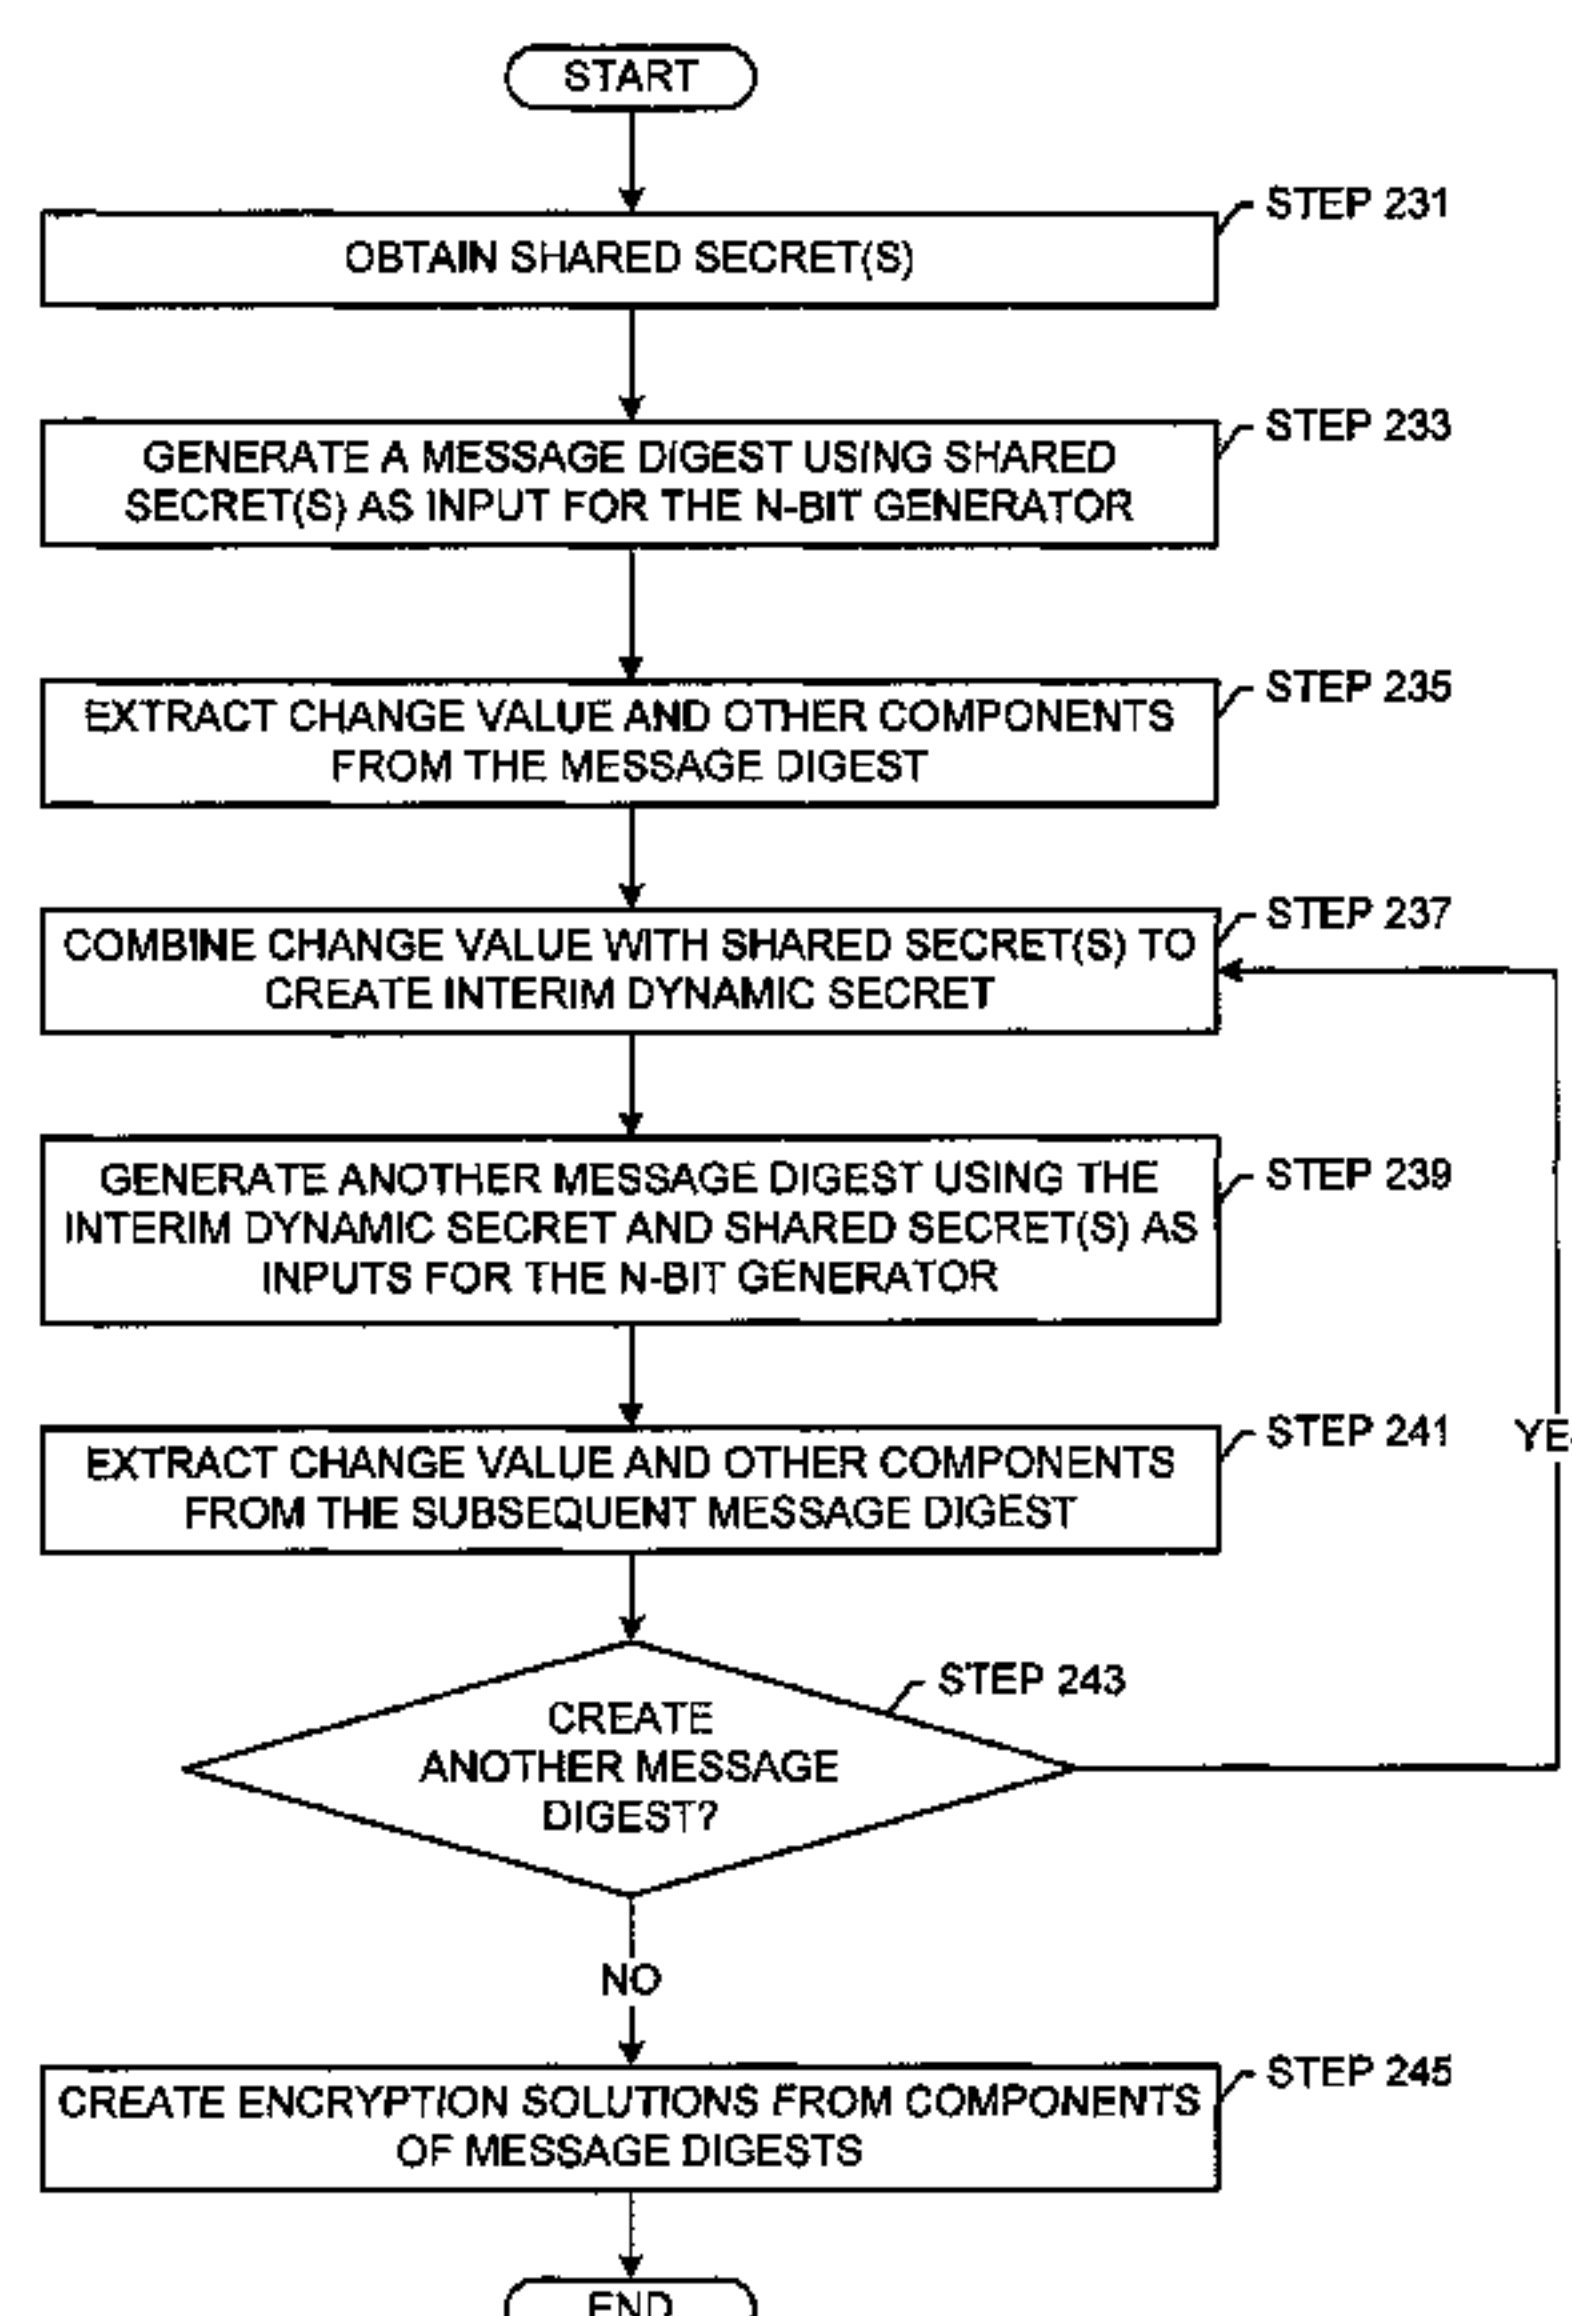 START
STEP 231
OBTAIN SHARED SECRET(S)
STEP 233
GENERATE A MESSAGE DIGEST USING SHARED
SECRET(S) AS INPUT FOR THE N-BIT GENERATOR
STEP 235
EXTRACT CHANGE VALUE AND OTHER COMPONENTS
FROM THE MESSAGE DIGEST
STEP 237
COMBINE CHANGE VALUE WITH SHARED SECRET(S) TO
CREATE INTERIM DYNAMIC SECRET
STEP 239
GENERATE ANOTHER MESSAGE DIGEST USING THE
INTERIM DYNAMIC SECRET AND SHARED SECRET(S) AS
INPUTS FOR THE N-BIT GENERATOR
STEP 241
EXTRACT CHANGE VALUE AND OTHER COMPONENTS
FROM THE SUBSEQUENT MESSAGE DIGEST
STEP 243
CREATE
ANOTHER MESSAGE
DIGEST?
NO
STEP 245
CREATE ENCRYPTION SOLUTIONS FROM COMPONENTS
OF MESSAGE DIGESTS
END